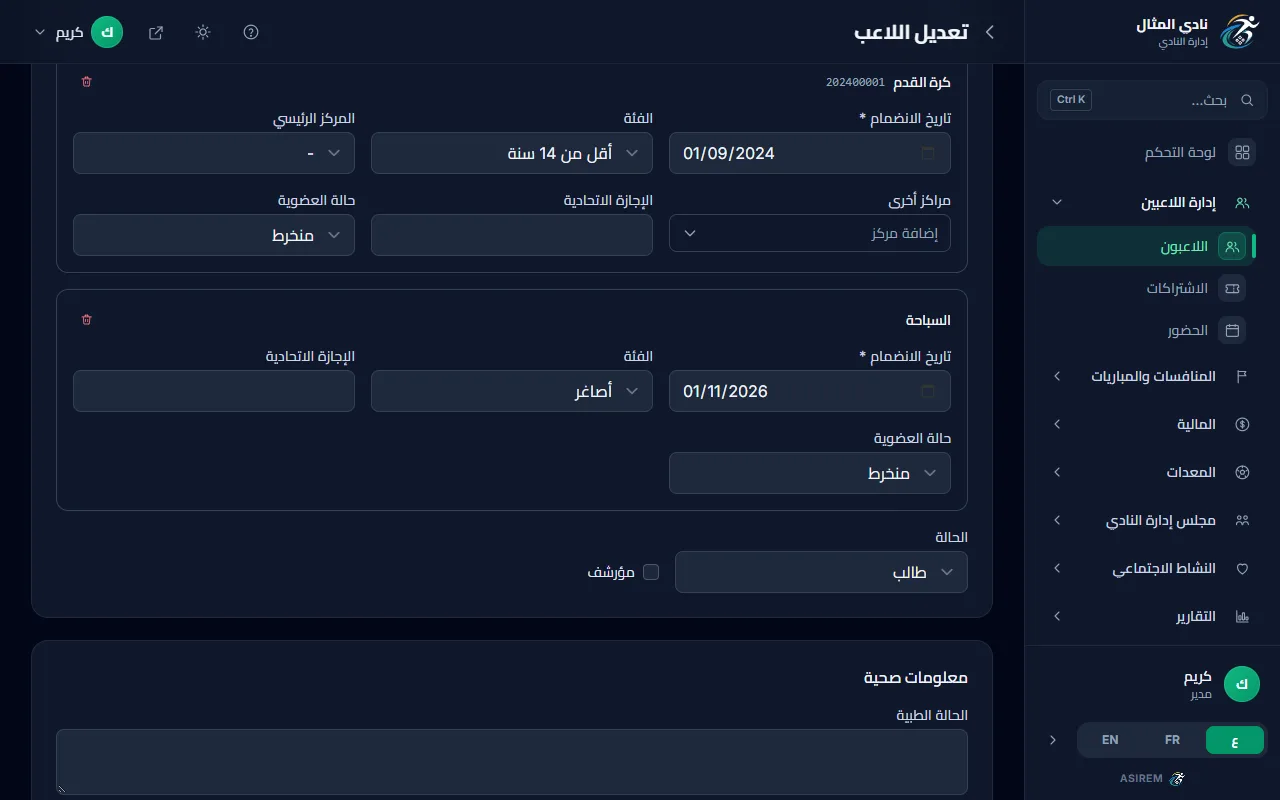 نادي المثال
إدارة النادي
بحث...
Ctrl K
لوحة التحكم
إدارة اللاعبين
اللاعبون
الاشتراكات
الحضور
المنافسات والمباريات
المالية
المعدات
مجلس إدارة النادي
النشاط الاجتماعي
التقارير
ك
كريم
مدير
ع
FR
EN
ASIREM
تعديل اللاعب
ك
كريم
كرة القدم 202400001
تاريخ الانضمام *
الفئة
المركز الرئيسي
01/09/2024
أقل من 14 سنة
-
مراكز أخرى
الإجازة الاتحادية
حالة العضوية
إضافة مركز
منخرط
السباحة
تاريخ الانضمام *
الفئة
الإجازة الاتحادية
01/11/2026
أصاغر
حالة العضوية
منخرط
الحالة
طالب
مؤرشف
معلومات صحية
الحالة الطبية